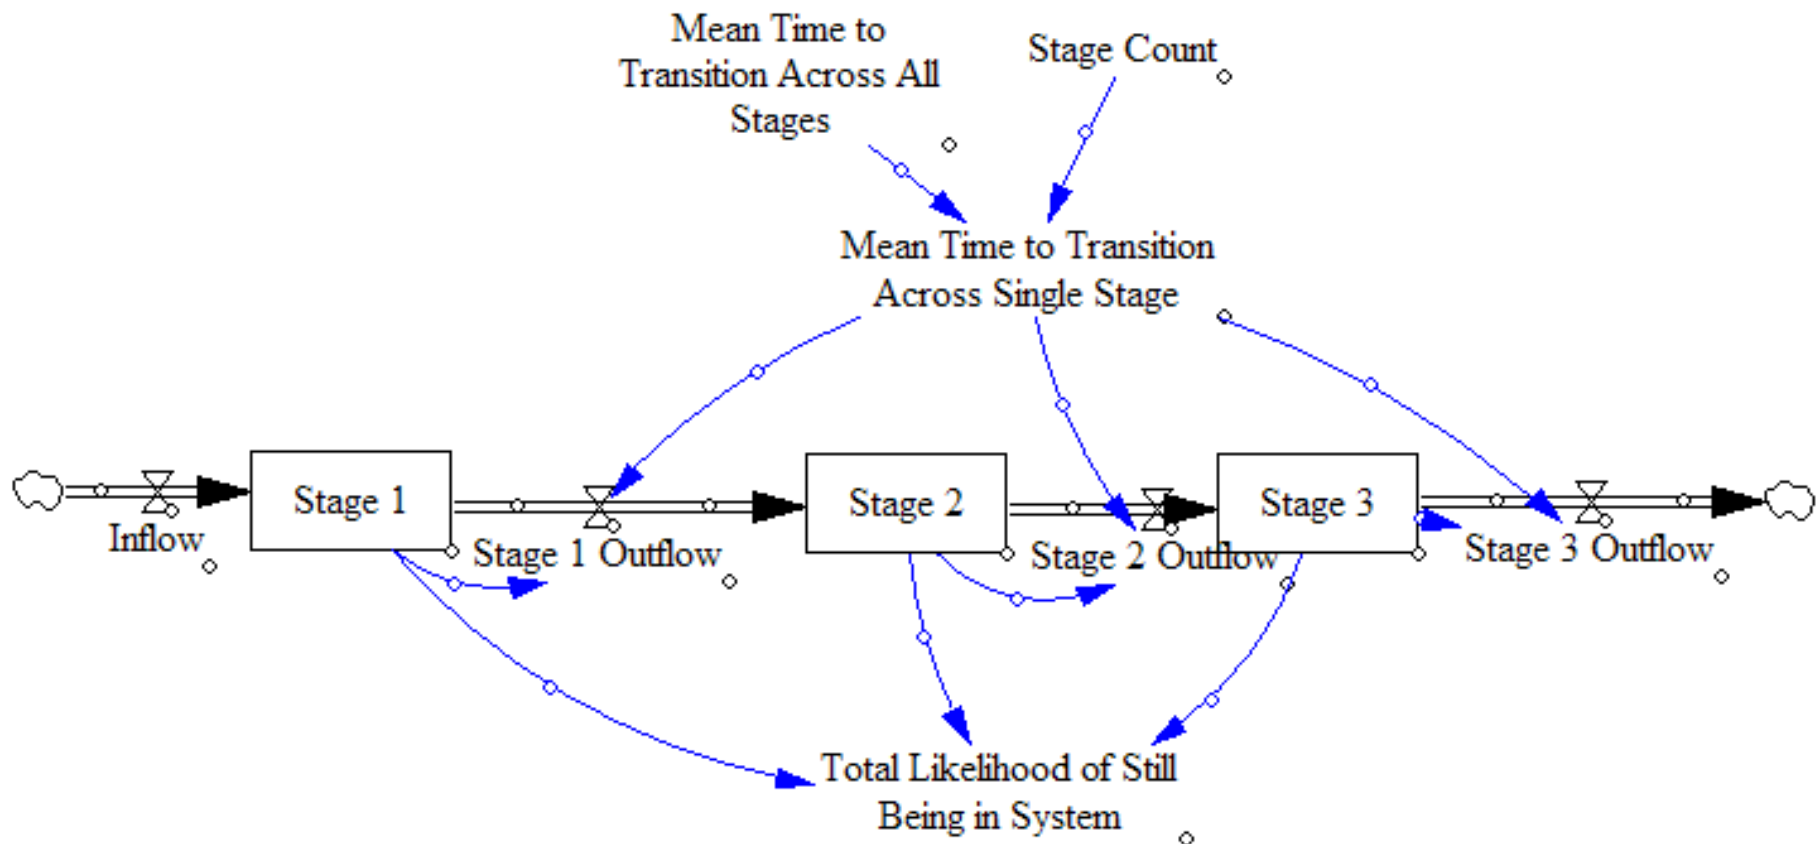 Mean Time to
Transition Across All
Stages
Stage Count
Mean Time to Transition
Across Single Stage
Stage 1
Stage 2
Stage 3
Inflow
Stage 1 Outflow
Stage 2 Outflow
Stage 3 Outflow
Total Likelihood of Still
Being in System